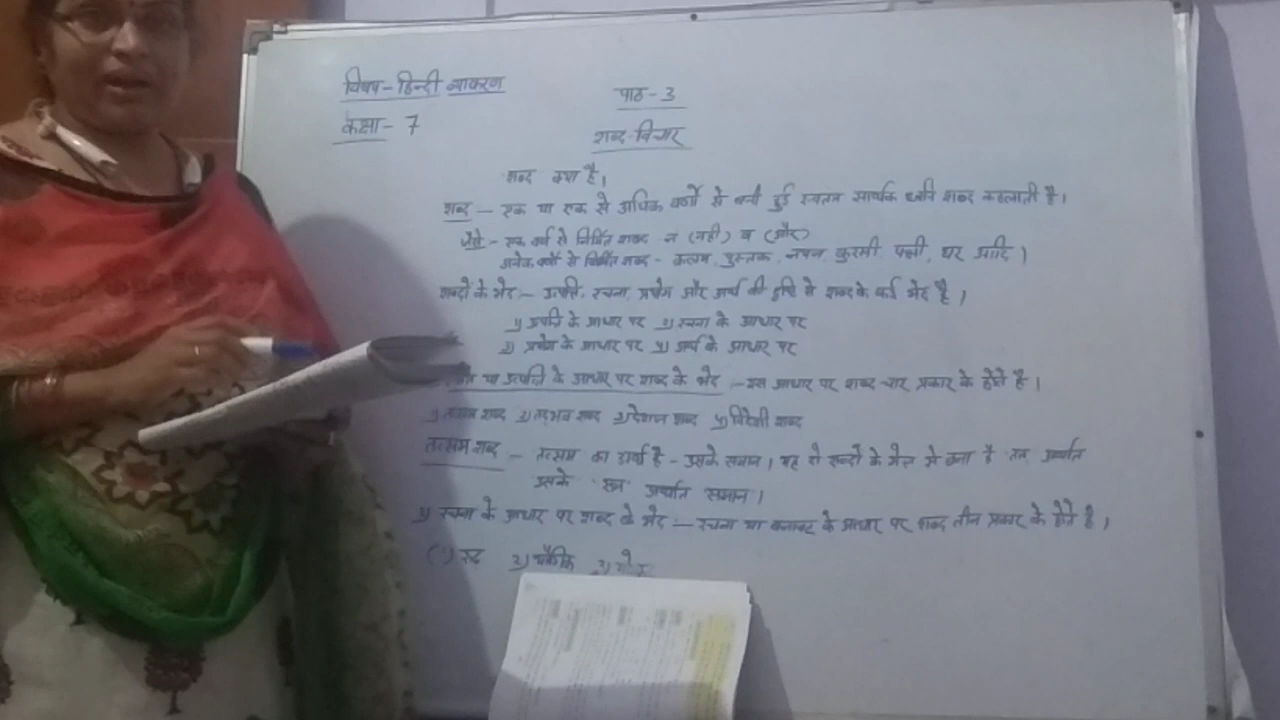 विषय - हिन्दी व्याकरण
पाठ - 3
कक्षा - 7
शब्द-विचार
शब्द क्या है।
शब्द — एक या एक से अधिक वर्णों से बनी हुई स्वतंत्र सार्थक ध्वनि शब्द कहलाती है।
जैसे:- एक वर्ण से निर्मित शब्द - न (नहीं) व (और)
अनेक वर्णों से निर्मित शब्द - कलम, पुस्तक, नयन, कुरसी, पक्षी, घर आदि।
शब्दों के भेद:- उत्पत्ति, रचना, प्रयोग और अर्थ की दृष्टि से शब्द के कई भेद है।
1) उत्पत्ति के आधार पर 2) रचना के आधार पर
3) प्रयोग के आधार पर 4) अर्थ के आधार पर
या उत्पत्ति के आधार पर शब्द के भेद - इस आधार पर शब्द चार प्रकार के होते है।
1) तत्सम शब्द 2) तद्भव शब्द 3) देशज शब्द 4) विदेशी शब्द
तत्सम शब्द - तत्सम का अर्थ है - उसके समान। यह दो शब्दों के मेल से बना है तत् अर्थात
उसके सम अर्थात समान।
1) रचना के आधार पर शब्द के भेद - रचना या बनावट के आधार पर शब्द तीन प्रकार के होते है।
(1) रूढ़ 2) यौगिक 3)